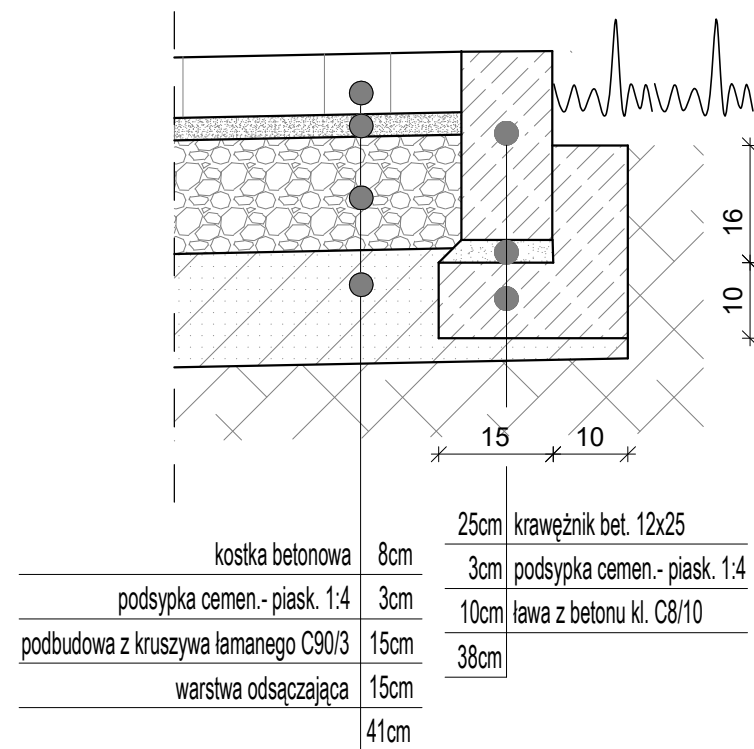 16
10
15
10
kostka betonowa 8cm
podsypka cemen.- piask. 1:4 3cm
podbudowa z kruszywa łamanego C90/3 15cm
warstwa odsączająca 15cm
41cm
25cm krawężnik bet. 12x25
3cm podsypka cemen.- piask. 1:4
10cm ława z betonu kl. C8/10
38cm